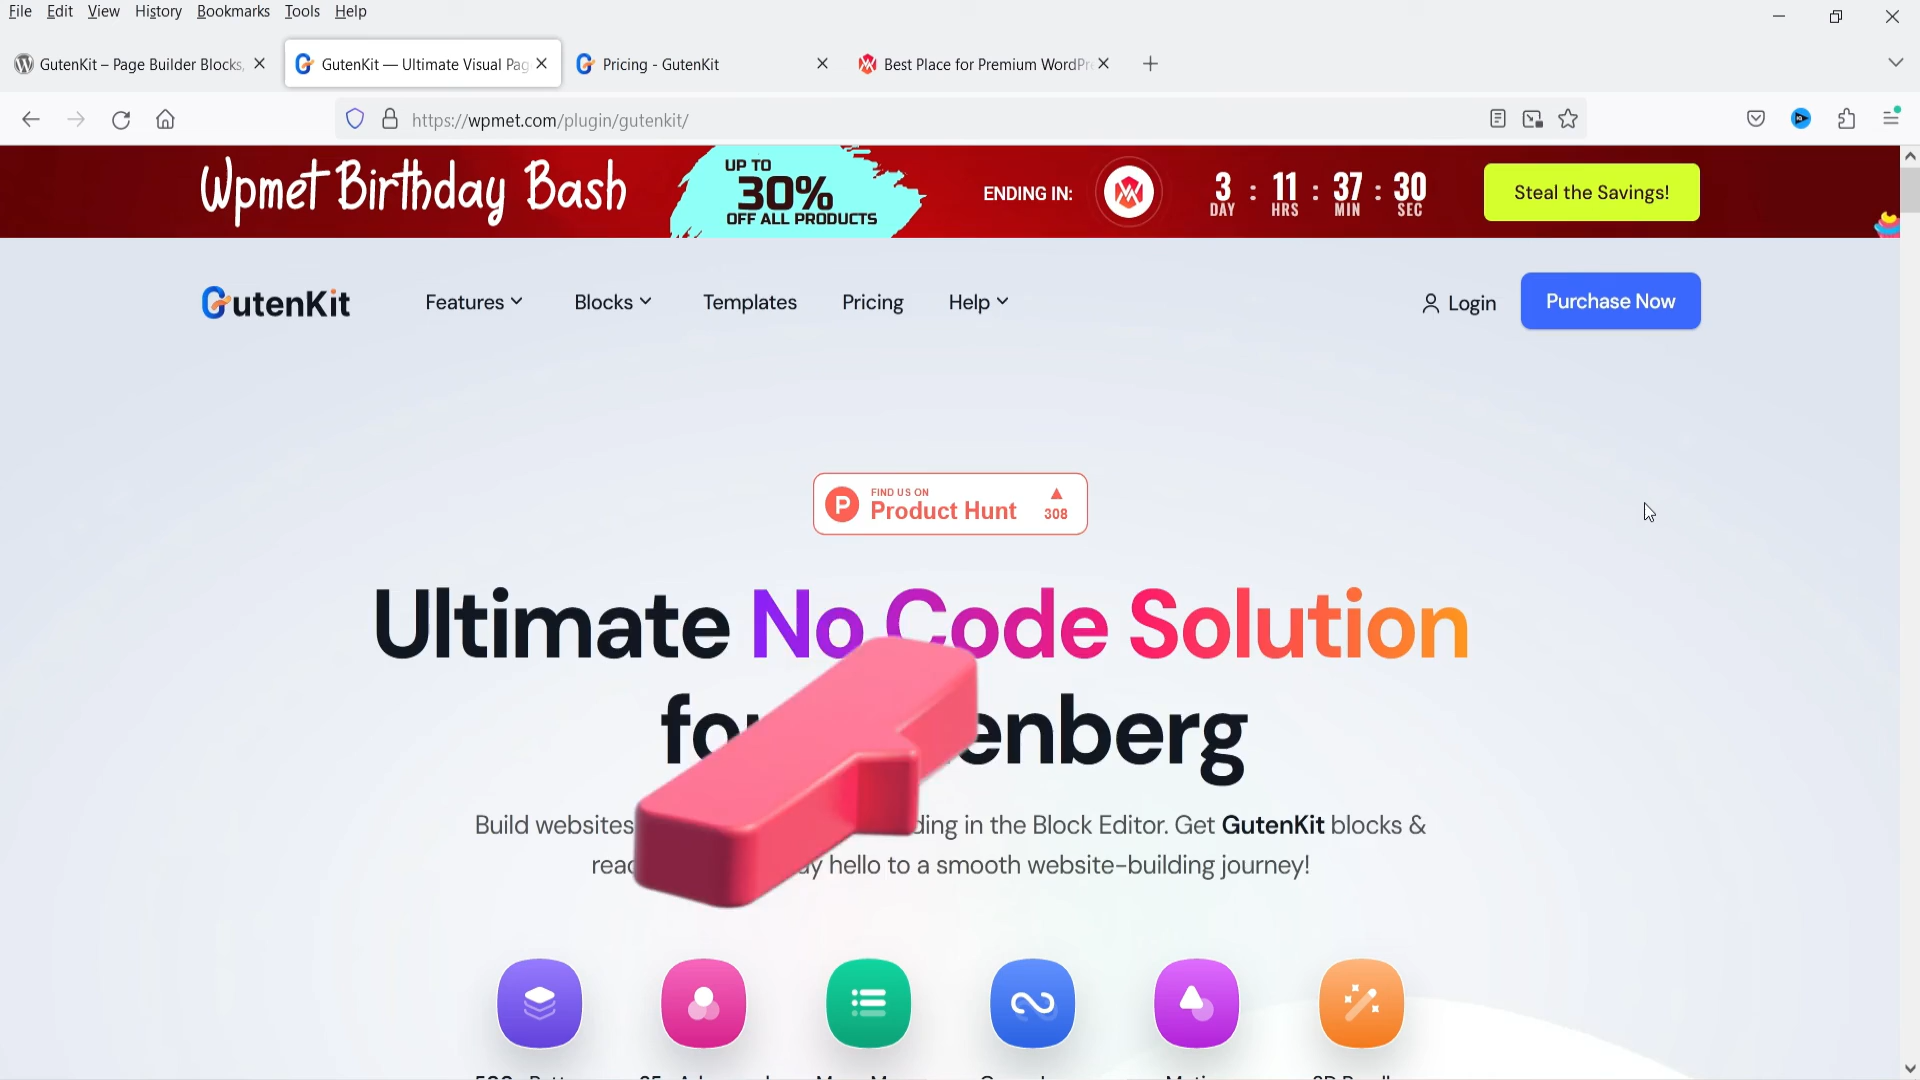 File Edit View History Bookmarks Tools Help
GutenKit – Page Builder Blocks,
GutenKit — Ultimate Visual Pag
Pricing - GutenKit
Best Place for Premium WordPr
https://wpmet.com/plugin/gutenkit/
Wpmet Birthday Bash
UP TO
30%
OFF ALL PRODUCTS
ENDING IN:
3 : 11 : 37 : 30
DAY HRS MIN SEC
Steal the Savings!
GutenKit
Features
Blocks
Templates
Pricing
Help
Login
Purchase Now
FIND US ON
Product Hunt
308
Ultimate No Code Solution
for enberg
Build websites ding in the Block Editor. Get GutenKit blocks &
hello to a smooth website-building journey!